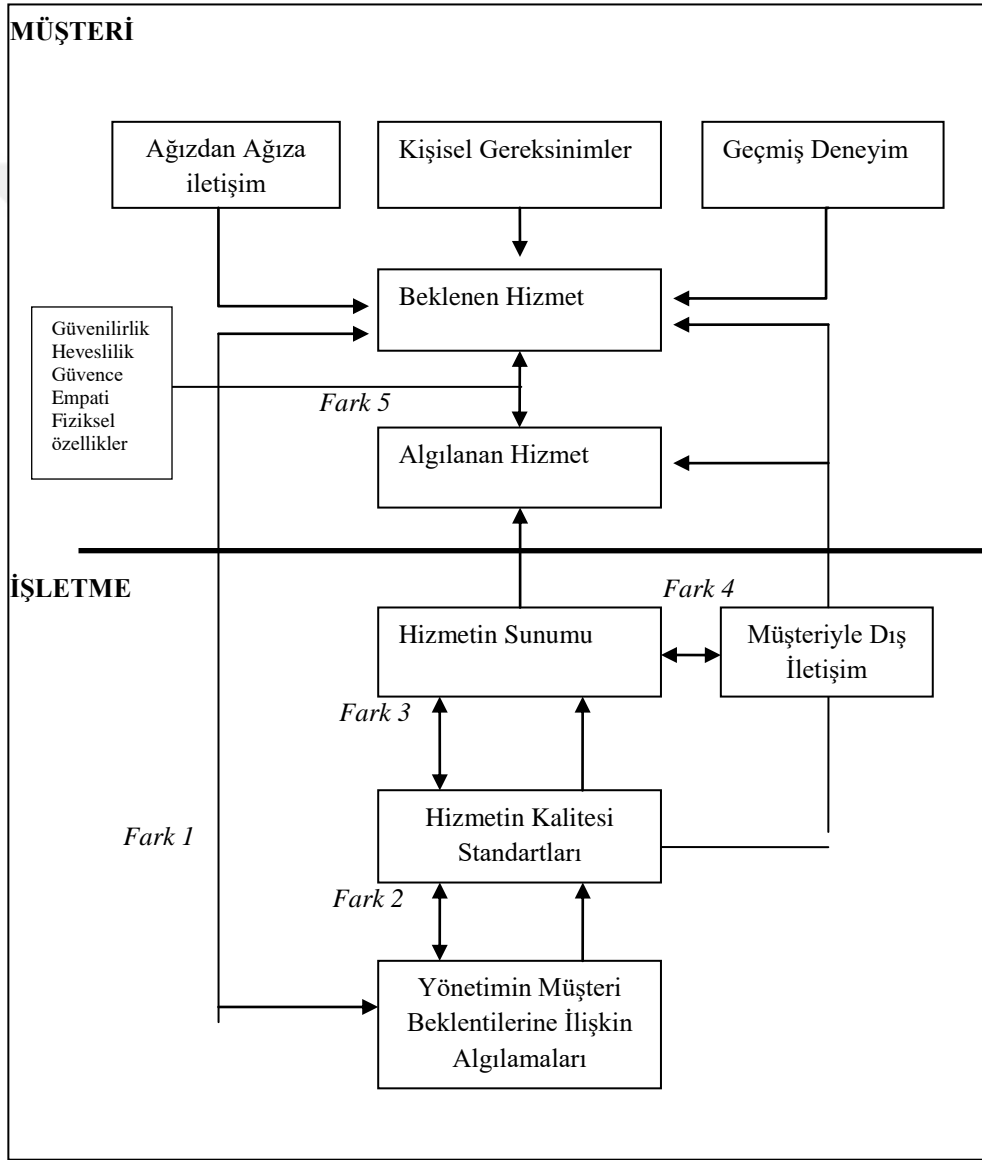 MÜŞTERİ
Ağızdan Ağıza
iletişim
Kişisel Gereksinimler
Geçmiş Deneyim
Beklenen Hizmet
Güvenilirlik
Heveslilik
Güvence
Empati
Fiziksel
özellikler
Fark 5
Algılanan Hizmet
İŞLETME
Fark 4
Hizmetin Sunumu
Müşteriyle Dış
İletişim
Fark 3
Hizmetin Kalitesi
Standartları
Fark 1
Fark 2
Yönetimin Müşteri
Beklentilerine İlişkin
Algılamaları